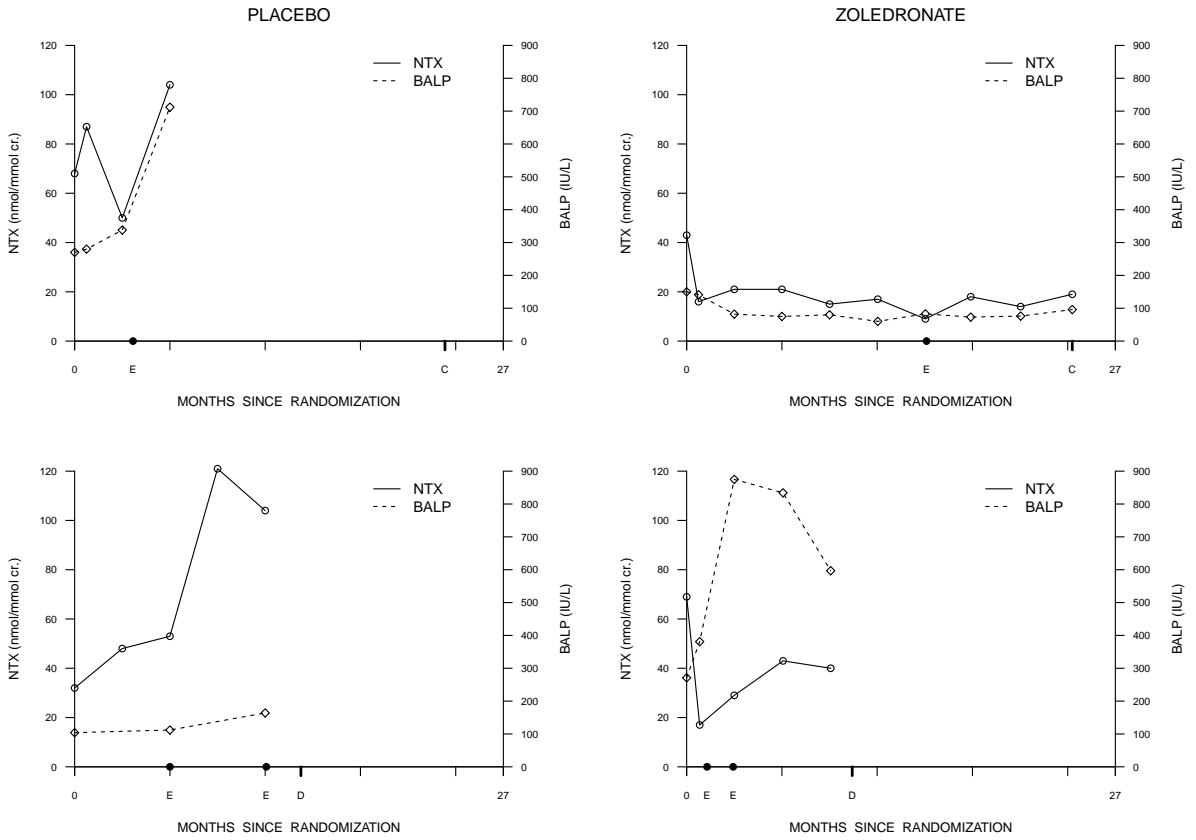 PLACEBO
120
100
80
60
40
20
0
NTX (nmol/mmol cr.)
900
800
700
600
500
400
300
200
100
0
BALP (IU/L)
NTX
BALP
0 E C 27
MONTHS SINCE RANDOMIZATION
ZOLEDRONATE
120
100
80
60
40
20
0
NTX (nmol/mmol cr.)
900
800
700
600
500
400
300
200
100
0
BALP (IU/L)
NTX
BALP
0 E C 27
MONTHS SINCE RANDOMIZATION
120
100
80
60
40
20
0
NTX (nmol/mmol cr.)
900
800
700
600
500
400
300
200
100
0
BALP (IU/L)
NTX
BALP
0 E E D 27
MONTHS SINCE RANDOMIZATION
120
100
80
60
40
20
0
NTX (nmol/mmol cr.)
900
800
700
600
500
400
300
200
100
0
BALP (IU/L)
NTX
BALP
0 E E D 27
MONTHS SINCE RANDOMIZATION